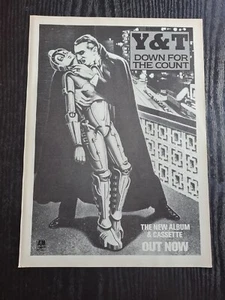 Y&T
DOWN FOR
THE COUNT
THE NEW ALBUM
& CASSETTE
OUT NOW